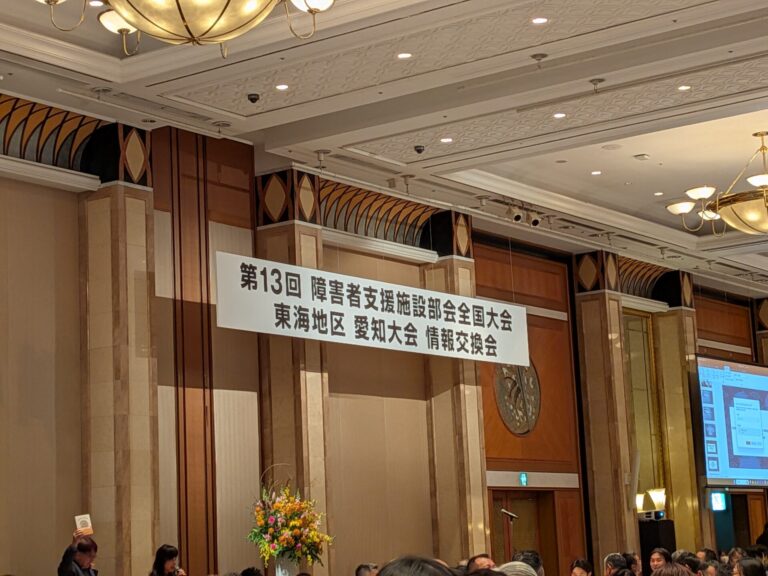 第13回 障害者支援施設部会全国大会
東海地区 愛知大会 情報交換会